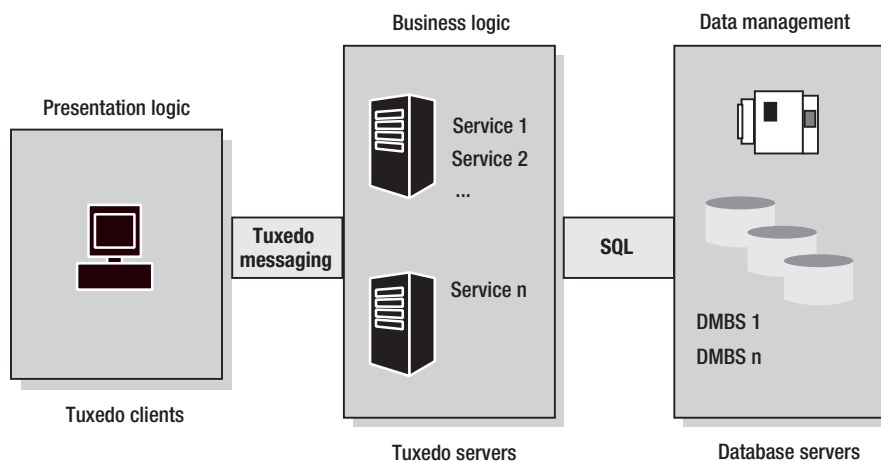 Business logic
Data management
Presentation logic
Service 1
Service 2
...
Tuxedo
messaging
SQL
Service n
DMBS 1
DMBS n
Tuxedo clients
Tuxedo servers
Database servers